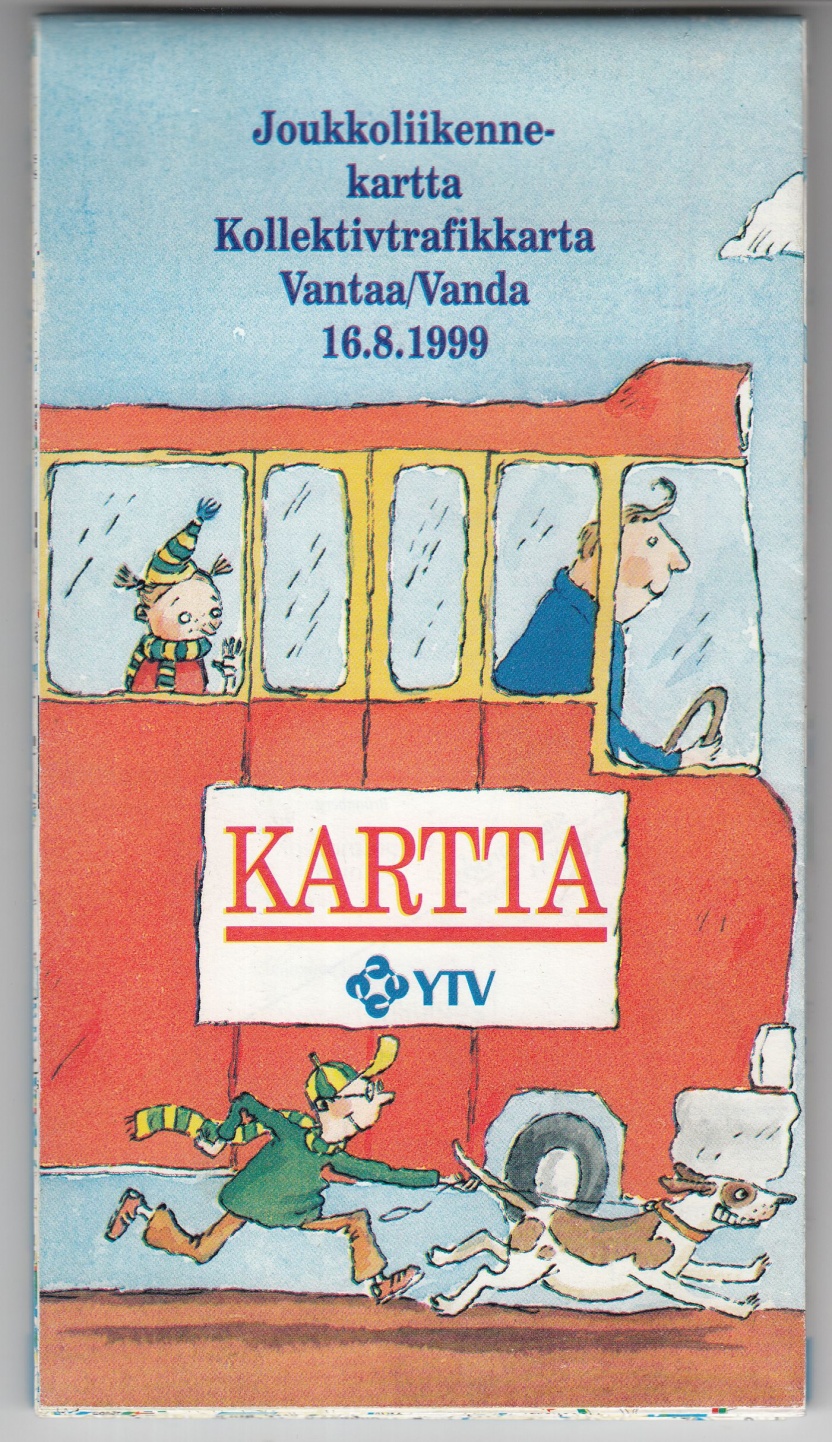 Joukkoliikenne-
kartta
Kollektivtrafikkarta
Vantaa/Vanda
16.8.1999
KARTTA
YTV